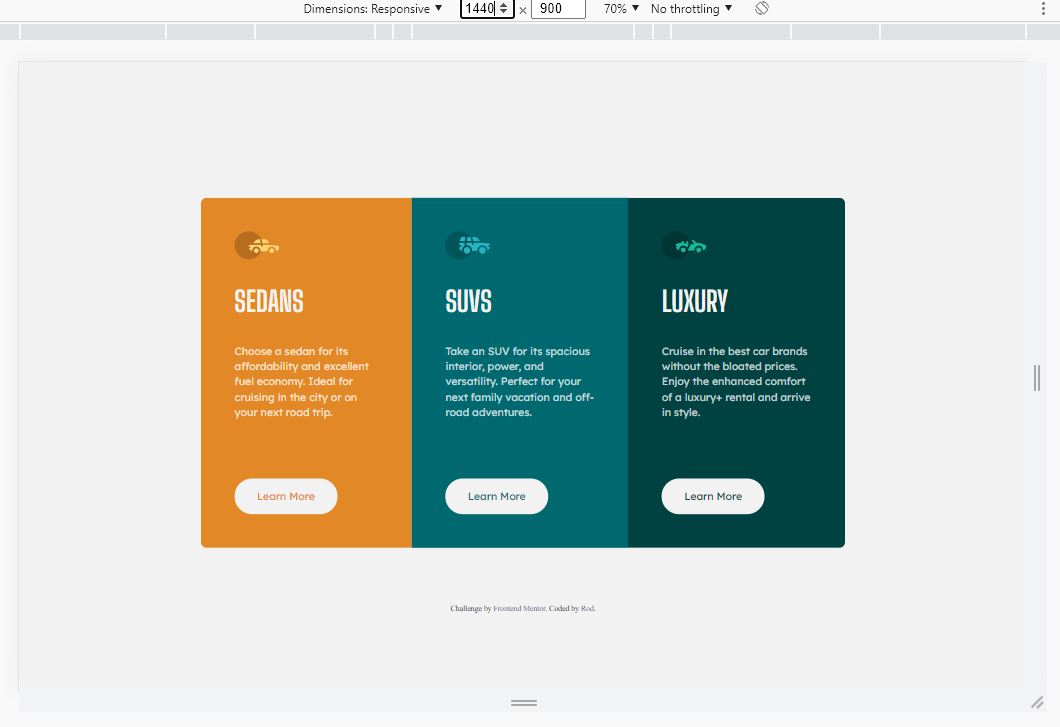 Dimensions: Responsive ▼ 1440 × 900 70% ▼ No throttling ▼
SEDANS
Choose a sedan for its
affordability and excellent
fuel economy. Ideal for
cruising in the city or on
your next road trip.
Learn More
SUVS
Take an SUV for its spacious
interior, power, and
versatility. Perfect for your
next family vacation and off-
road adventures.
Learn More
LUXURY
Cruise in the best car brands
without the bloated prices.
Enjoy the enhanced comfort
of a luxury+ rental and arrive
in style.
Learn More
Challenge by Frontend Mentor. Coded by Rod.